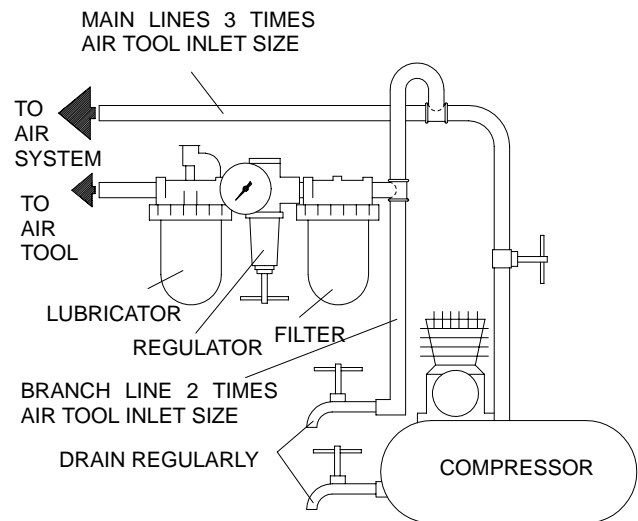 MAIN LINES 3 TIMES
AIR TOOL INLET SIZE
TO
AIR
SYSTEM
TO
AIR
TOOL
LUBRICATOR
REGULATOR
FILTER
BRANCH LINE 2 TIMES
AIR TOOL INLET SIZE
DRAIN REGULARLY
COMPRESSOR